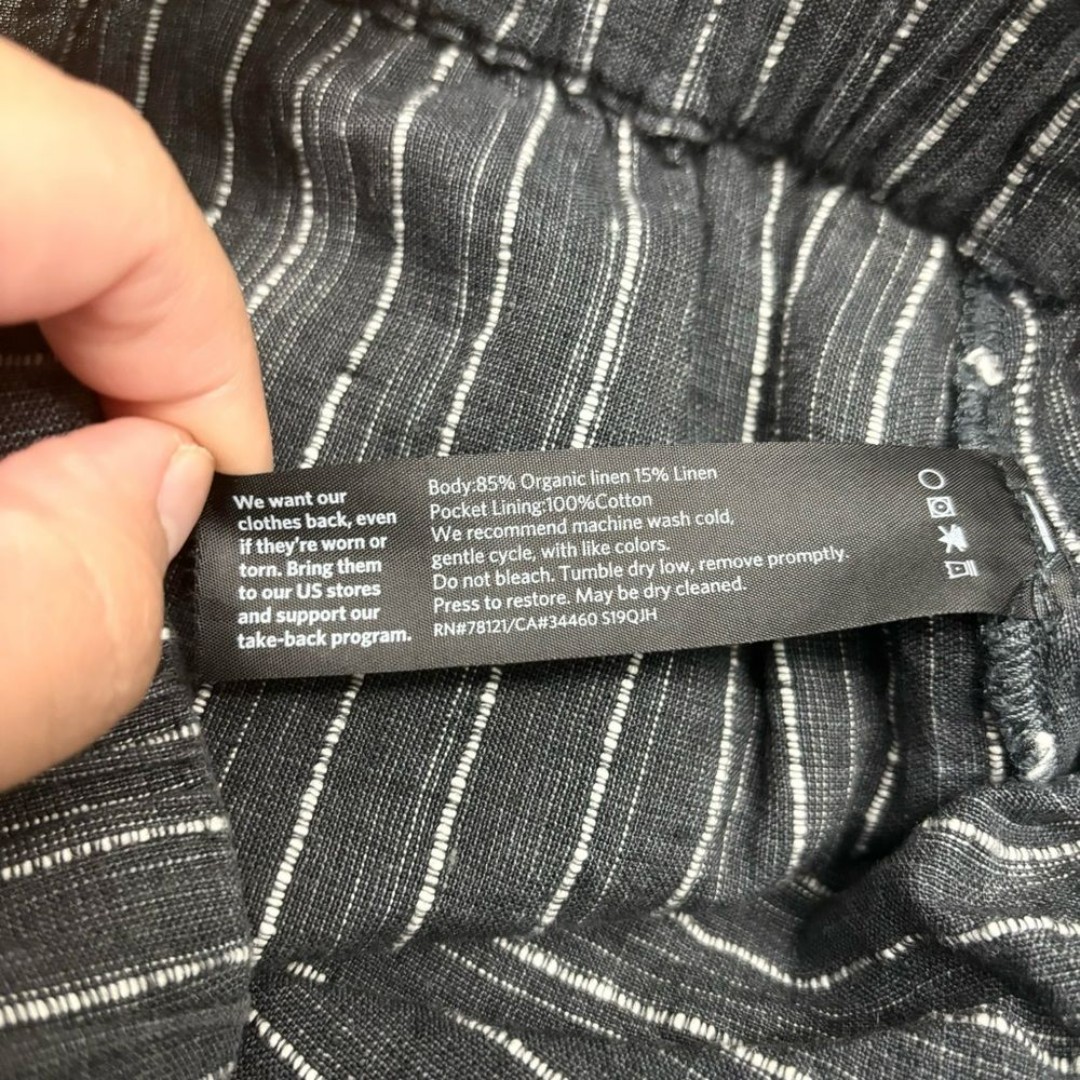 We want our
clothes back, even
if they're worn or
torn. Bring them
to our US stores
and support our
take-back program.
Body:85% Organic linen 15% Linen
Pocket Lining:100%Cotton
We recommend machine wash cold,
gentle cycle, with like colors.
Do not bleach. Tumble dry low, remove promptly.
Press to restore. May be dry cleaned.
RN#78121/CA#34460 S19QJH